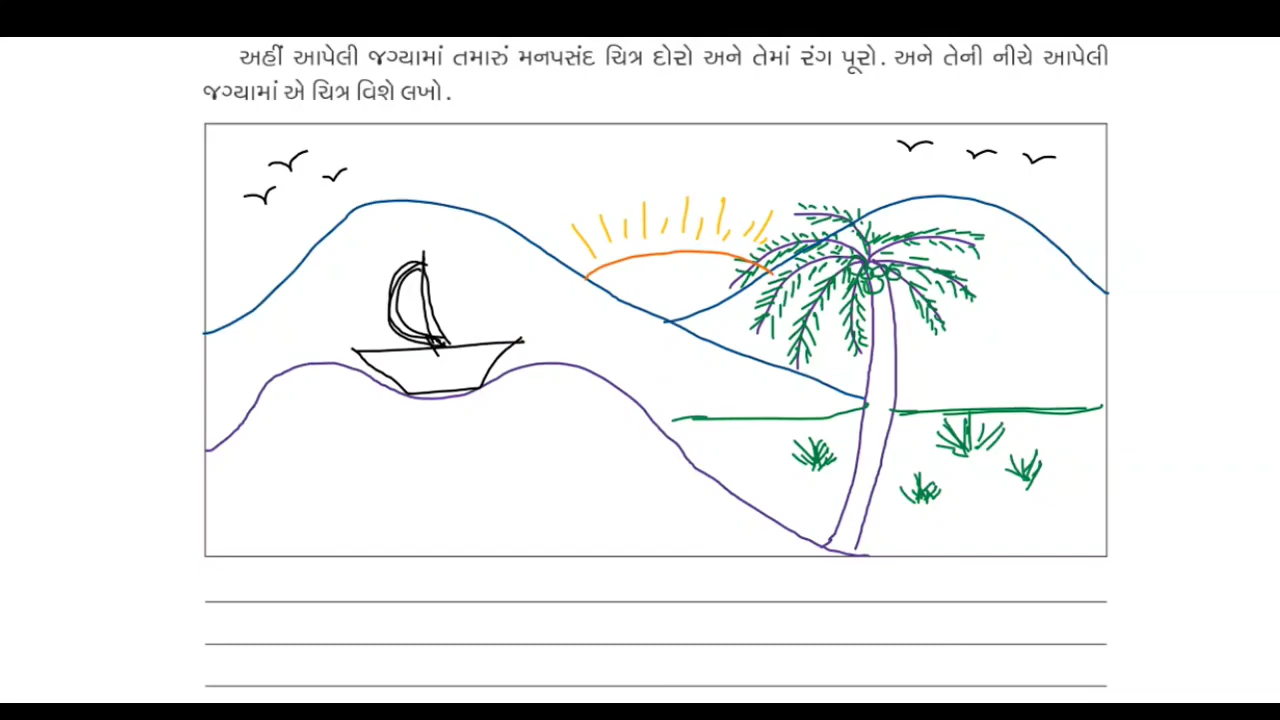 અહીં આપેલી જગ્યામાં તમારું મનપસંદ ચિત્ર દોરો અને તેમાં રંગ પૂરો. અને તેની નીચે આપેલી
જગ્યામાં એ ચિત્ર વિશે લખો.